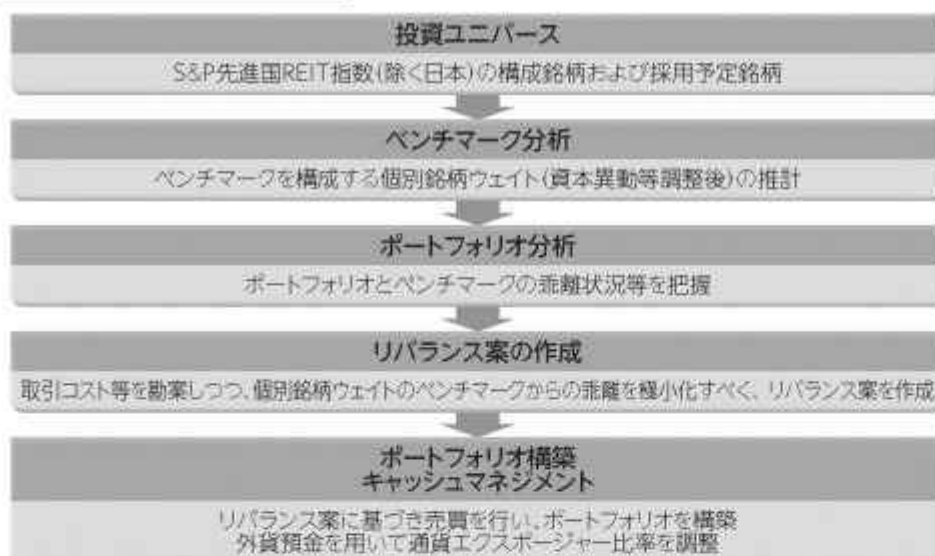 投資ユニバース
S&P先進国REIT指数(除く日本)の構成銘柄および採用予定銘柄
ベンチマーク分析
ベンチマークを構成する個別銘柄ウェイト(資本異動等調整後)の推計
ポートフォリオ分析
ポートフォリオとベンチマークの乖離状況等を把握
リバランス案の作成
取引コスト等を勘案しつつ、個別銘柄ウェイトのベンチマークからの乖離を極小化すべく、リバランス案を作成
ポートフォリオ構築
キャッシュマネジメント
リバランス案に基づき売買を行い、ポートフォリオを構築
外貨預金を用いて通貨エクスポージャー比率を調整